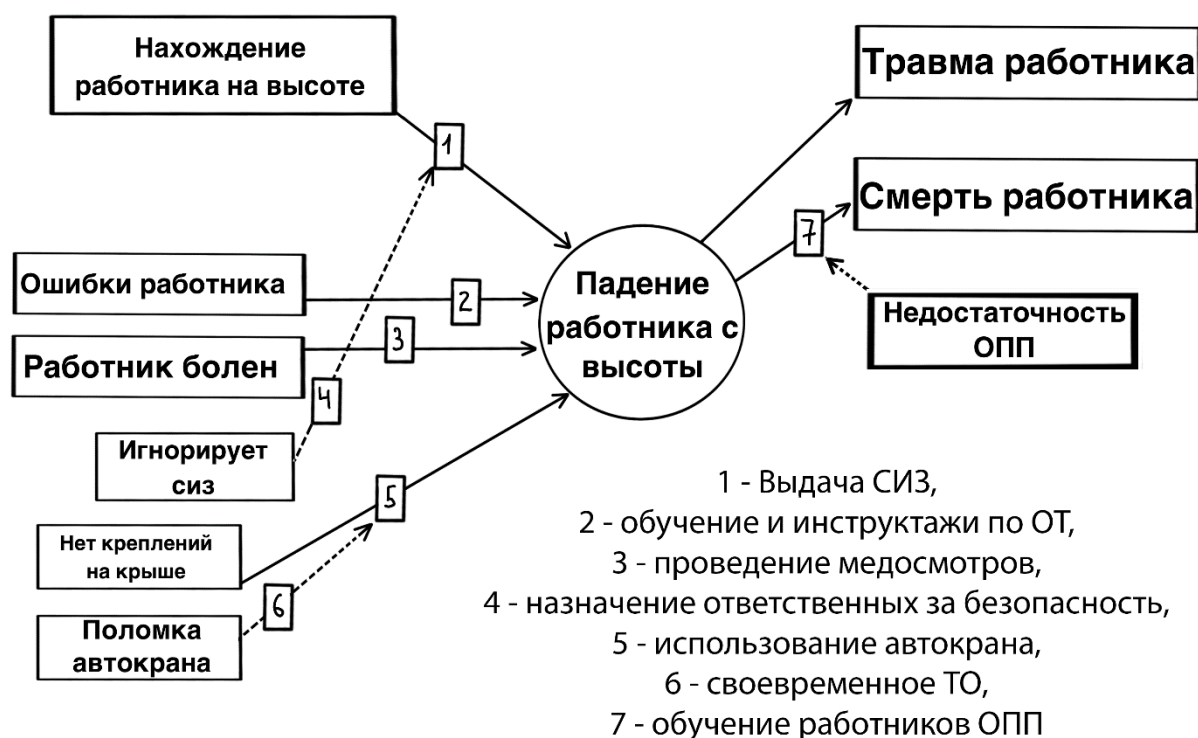 Нахождение
работника на высоте
Травма работника
1
Смерть работника
7
Ошибки работника
2
Падение
работника с
высоты
Недостаточность
ОПП
Работник болен
3
4
Игнорирует
сиз
5
Нет креплений
на крыше
6
Поломка
автокрана
1 - Выдача СИЗ,
2 - обучение и инструктажи по ОТ,
3 - проведение медосмотров,
4 - назначение ответственных за безопасность,
5 - использование автокрана,
6 - своевременное ТО,
7 - обучение работников ОПП